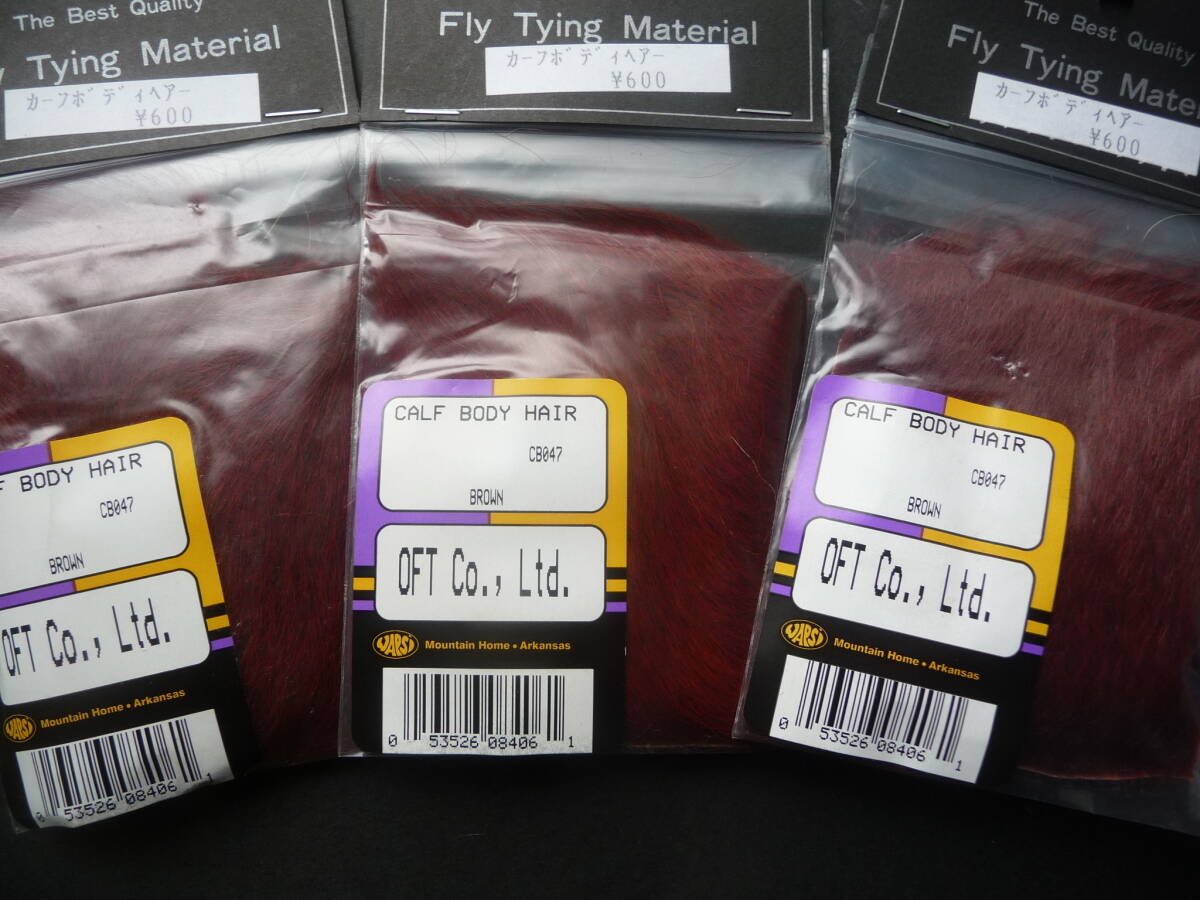 The Best Quality
Tying Material
カーフボディヘアー
¥600
BODY HAIR
CB047
BROWN
OFT Co., Ltd.
WAPSI
Mountain Home • Arkansas
0 53526 08406 1
Fly Tying Material
カーフボディヘアー
¥600
CALF BODY HAIR
CB047
BROWN
OFT Co., Ltd.
WAPSI
Mountain Home • Arkansas
0 53526 08406 1
The Best Quality
Fly Tying Mate
カーフボディヘアー
¥600
CALF BODY HAIR
CB047
BROWN
OFT Co., Ltd.
WAPSI
Mountain Home • Arkansas
0 53526 08406 1